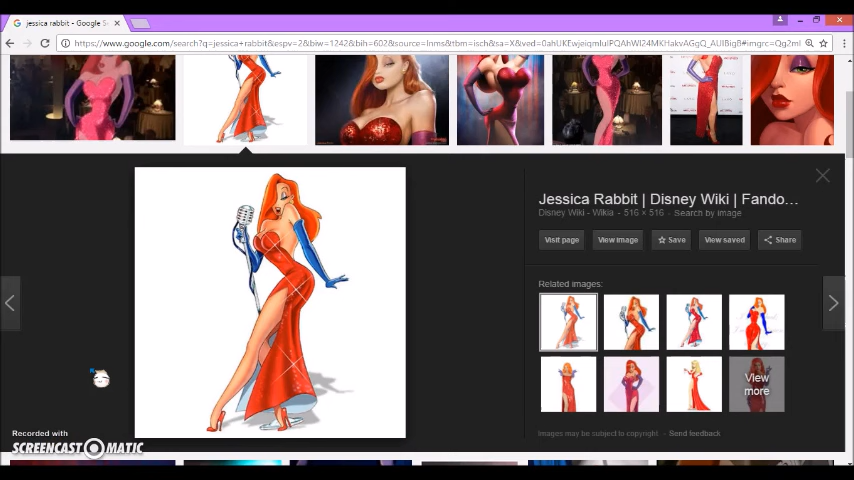 jessica rabbit - Google Se
https://www.google.com/search?q=jessica+rabbit&espv=2&biw=1242&bih=602&source=lnms&tbm=isch&sa=X&ved=
Jessica Rabbit | Disney Wiki | Fando...
Disney Wiki - Wikia - 516 × 516 - Search by image
Visit page
View image
Save
View saved
Share
Related images:
View more
Images may be subject to copyright. - Send feedback
Recorded with
SCREENCAST MATIC